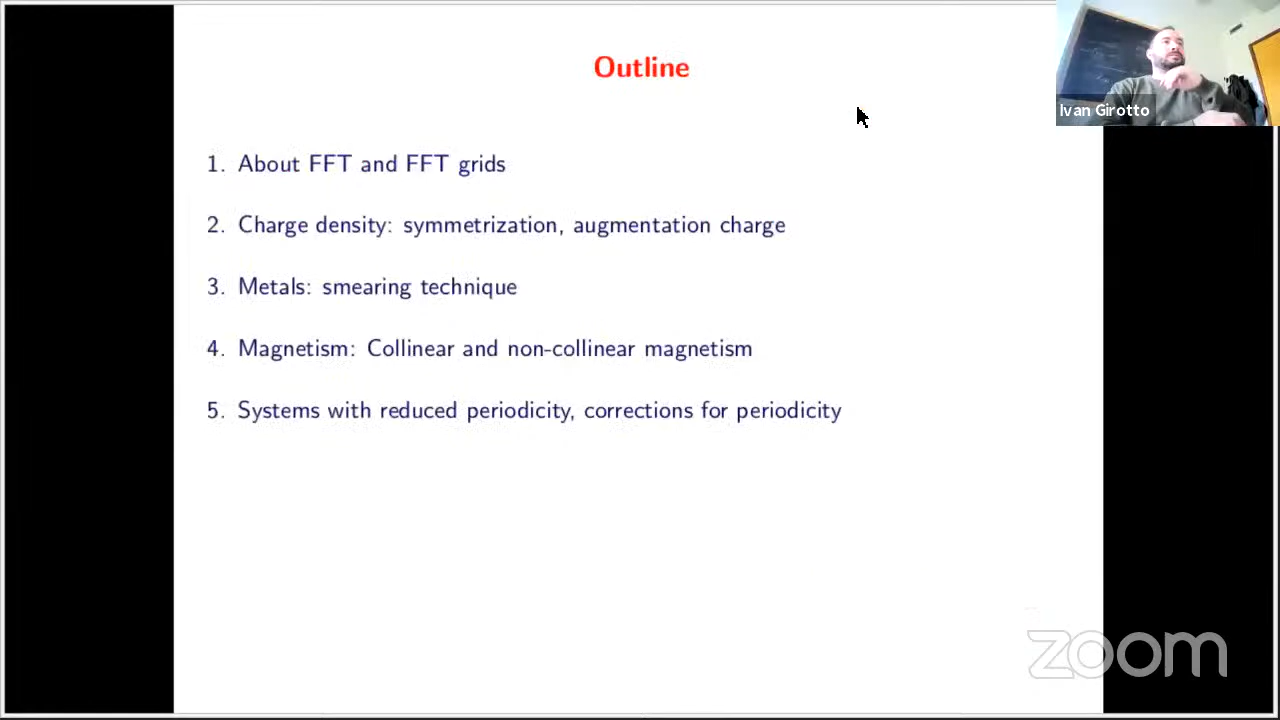 Outline
Ivan Girotto
1. About FFT and FFT grids
2. Charge density: symmetrization, augmentation charge
3. Metals: smearing technique
4. Magnetism: Collinear and non-collinear magnetism
5. Systems with reduced periodicity, corrections for periodicity
zoom